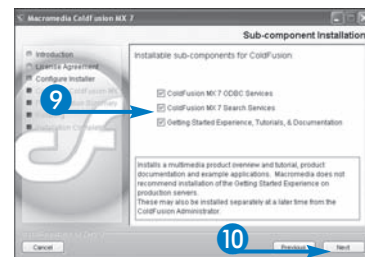 Macromedia ColdFusion MX 7
Sub-component Installation
Introduction
License Agreement
Configure Installer
Installable sub-components for ColdFusion
ColdFusion MX 7 ODBC Services
ColdFusion MX 7 Search Services
Getting Started Experience, Tutorials, & Documentation
9
Installs a multimedia product overview and tutorial, product
documentation and example applications. Macromedia does not
recommend installation of the Getting Started Experience on
production servers.
These may also be installed separately at a later time from the
ColdFusion Administrator.
10
Cancel
Previous
Next